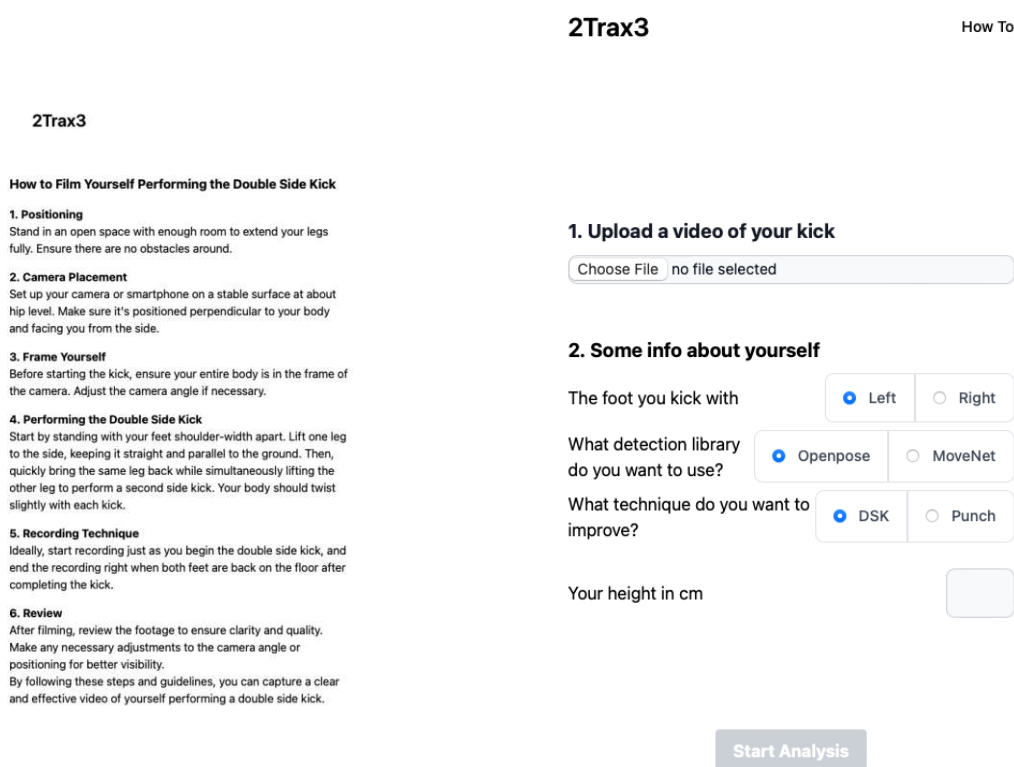 2Trax3
How to Film Yourself Performing the Double Side Kick
1. Positioning
Stand in an open space with enough room to extend your legs
fully. Ensure there are no obstacles around.
2. Camera Placement
Set up your camera or smartphone on a stable surface at about
hip level. Make sure it's positioned perpendicular to your body
and facing you from the side.
3. Frame Yourself
Before starting the kick, ensure your entire body is in the frame of
the camera. Adjust the camera angle if necessary.
4. Performing the Double Side Kick
Start by standing with your feet shoulder-width apart. Lift one leg
to the side, keeping it straight and parallel to the ground. Then,
quickly bring the same leg back while simultaneously lifting the
other leg to perform a second side kick. Your body should twist
slightly with each kick.
5. Recording Technique
Ideally, start recording just as you begin the double side kick, and
end the recording right when both feet are back on the floor after
completing the kick.
6. Review
After filming, review the footage to ensure clarity and quality.
Make any necessary adjustments to the camera angle or
positioning for better visibility.
By following these steps and guidelines, you can capture a clear
and effective video of yourself performing a double side kick.
2Trax3 How To
1. Upload a video of your kick
Choose File no file selected
2. Some info about yourself
The foot you kick with Left Right
What detection library
do you want to use? Openpose MoveNet
What technique do you want to
improve? DSK Punch
Your height in cm
Start Analysis